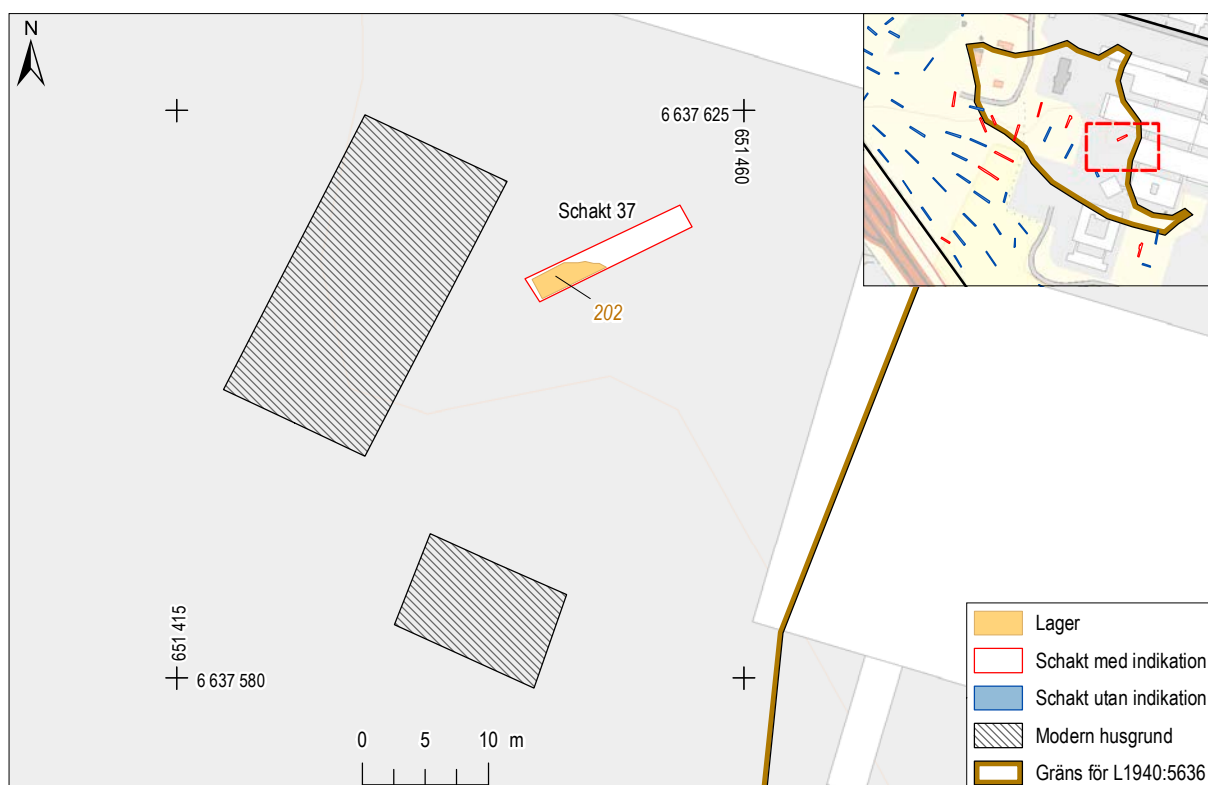 N
6 637 625
651 460
Schakt 37
202
651 415
6 637 580
0 5 10 m
Lager
Schakt med indikation
Schakt utan indikation
Modern husgrund
Gräns för L1940:5636